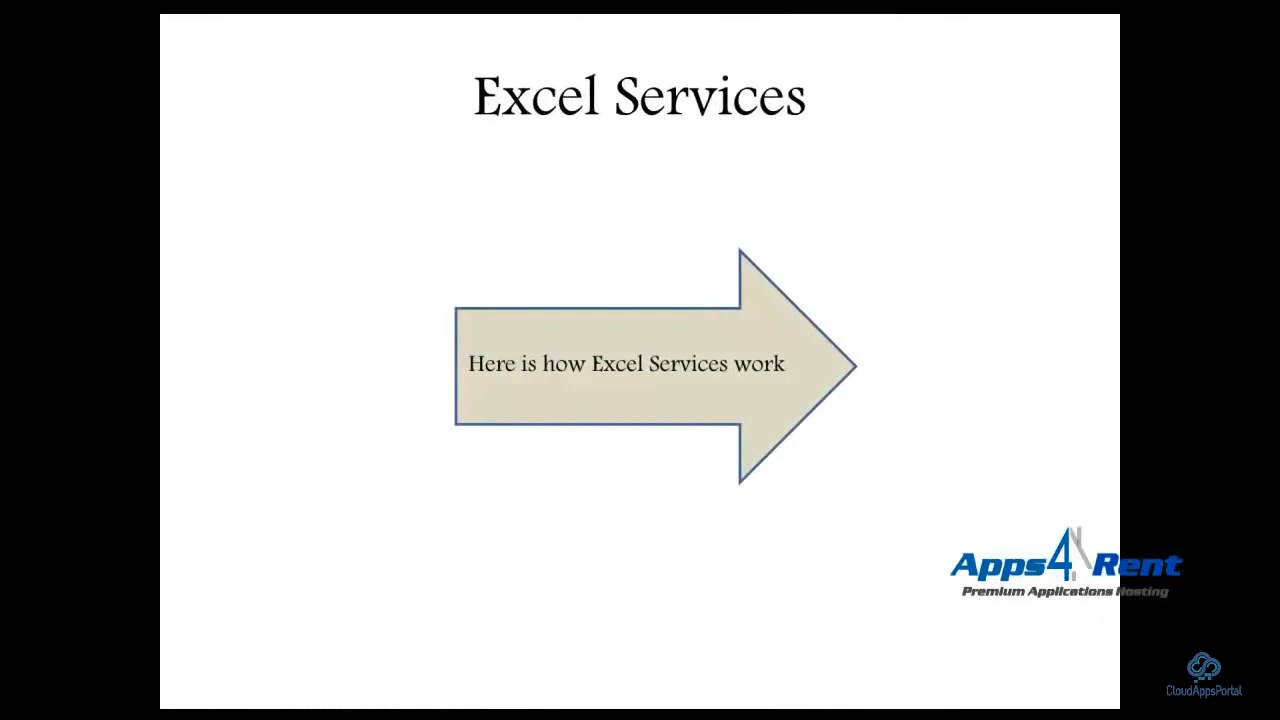 Excel Services
Here is how Excel Services work
Apps4Rent
Premium Applications Hosting
CloudAppsPortal